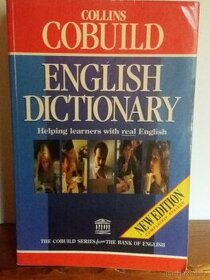 COLLINS
COBUILD
ENGLISH
DICTIONARY
Helping learners with real English
NEW EDITION
THE COBUILD SERIES from THE BANK OF ENGLISH